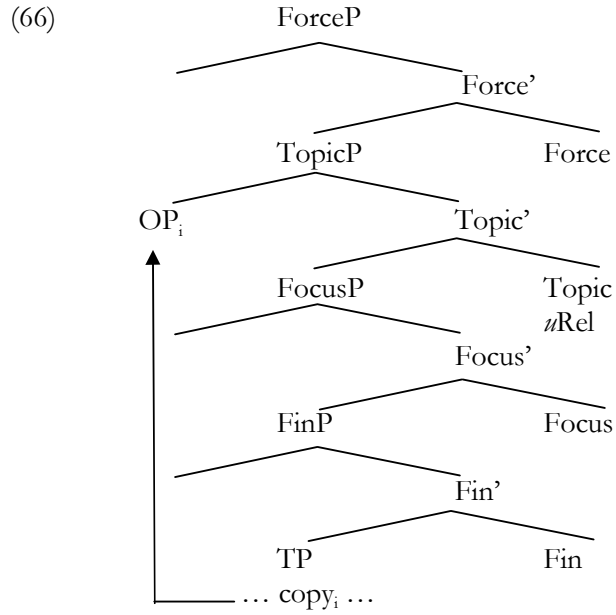 (66) ForceP
Force’
TopicP Force
OPi Topic’
FocusP Topic
uRel
Focus’
FinP Focus
Fin’
TP Fin
… copyi …